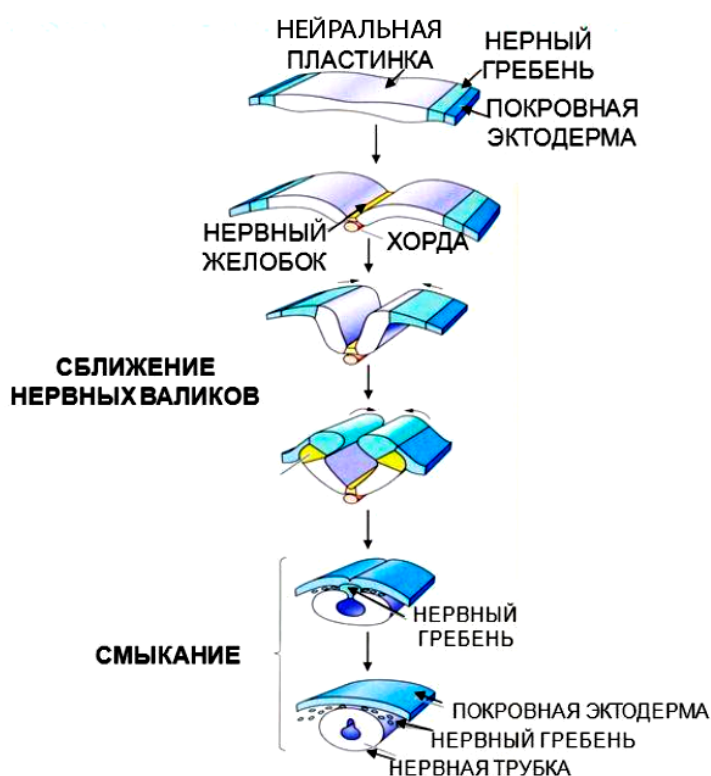 НЕЙРАЛЬНАЯ
ПЛАСТИНКА
НЕРНЫЙ
ГРЕБЕНЬ
ПОКРОВНАЯ
ЭКТОДЕРМА
НЕРВНЫЙ
ЖЕЛОБОК
ХОРДА
СБЛИЖЕНИЕ
НЕРВНЫХ ВАЛИКОВ
НЕРВНЫЙ
ГРЕБЕНЬ
СМЫКАНИЕ
ПОКРОВНАЯ ЭКТОДЕРМА
НЕРВНЫЙ ГРЕБЕНЬ
НЕРВНАЯ ТРУБКА